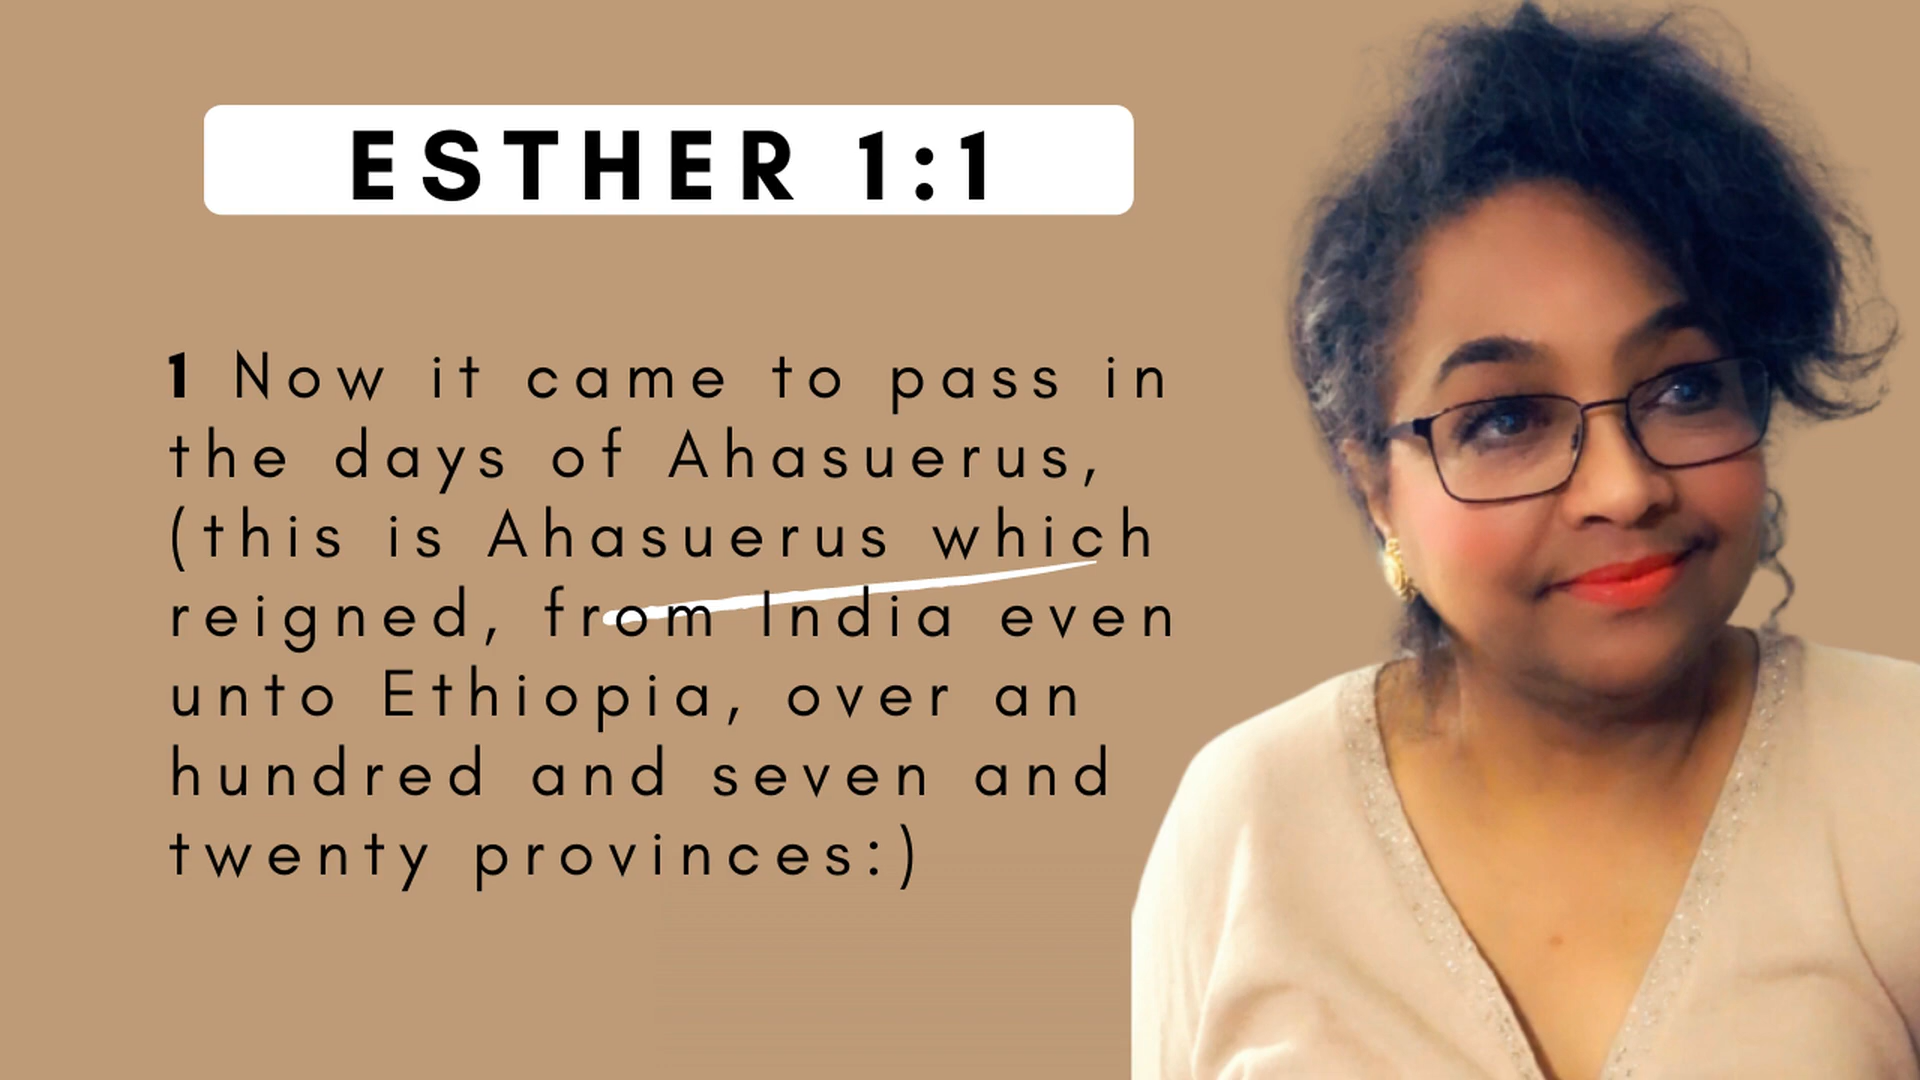 ESTHER 1:1
1 Now it came to pass in
the days of Ahasuerus,
(this is Ahasuerus which
reigned, from India even
unto Ethiopia, over an
hundred and seven and
twenty provinces:)